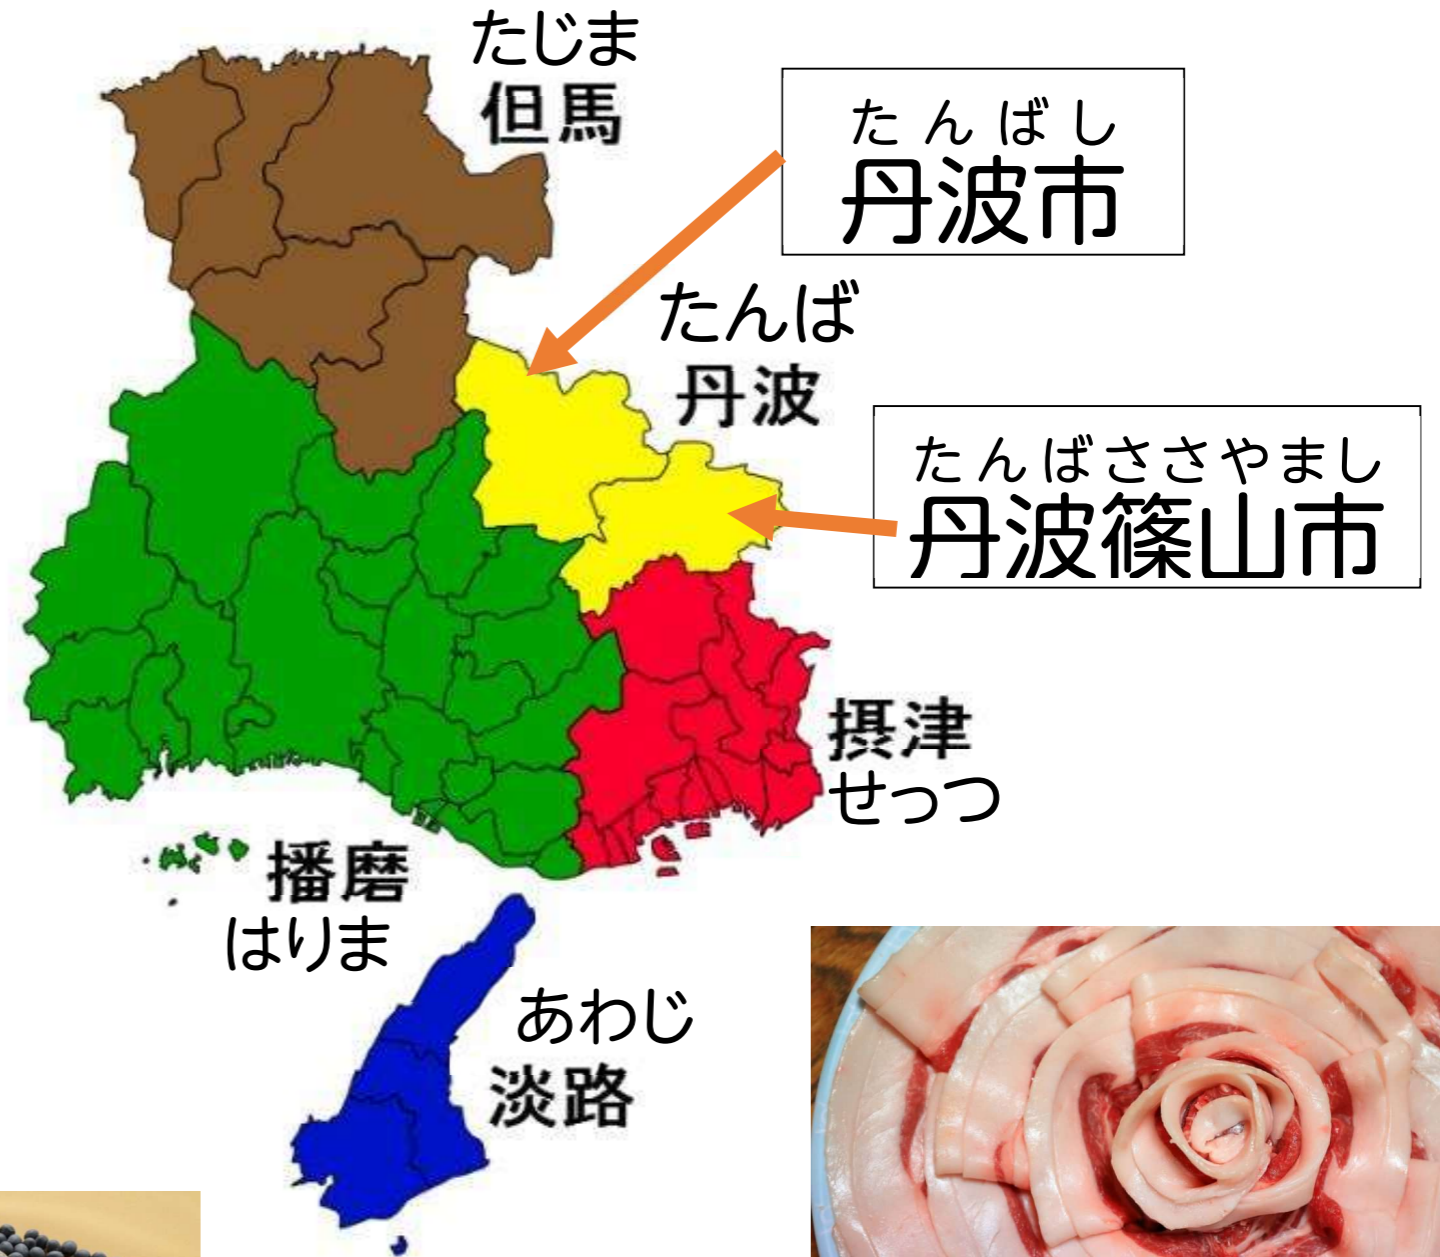 たじま
但馬
たんばし
丹波市
たんば
丹波
たんばささやまし
丹波篠山市
摂津
せっつ
播磨
はりま
あわじ
淡路